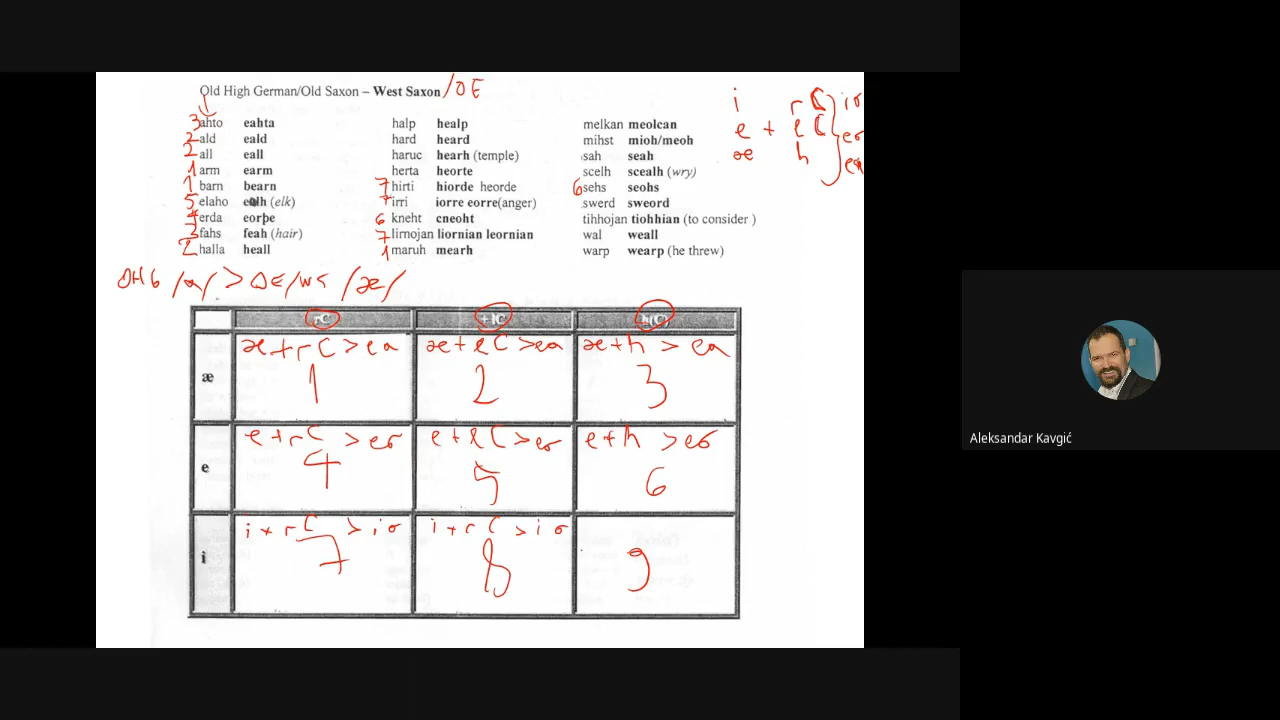 Old High German/Old Saxon – West Saxon /OE
3 ahto eahta
2 ald eald
2 all eall
1 arm earm
1 barn bearn
5 elaho eolh (elk)
4 erda eorþe
3 fahs feah (hair)
2 halla heall
halp healp
hard heard
haruc hearh (temple)
herta heorte
7 hirti hiorde heorde
7 irri iorre eorre(anger)
6 kneht cneoht
7 lirnojan liornian leornian
1 maruh mearh
melkan meolcan
mihst mioh/meoh
sah seah
scelh scealh (wry)
6 sehs seohs
swerd sweord
tihhojan tiohhian (to consider )
wal weall
warp wearp (he threw)
i r C io
e + l C eo
æ h ea
OHG /a/ > OE/WS /æ/
rC + lC h(C)
æ
æ+rC>ea æ+lC>ea æ+h > ea
1 2 3
e
e+rC >eo e+lC>eo e+h >eo
4 5 6
i
i+rC >io i+rC>io
7 8 9
Aleksandar Kavgić